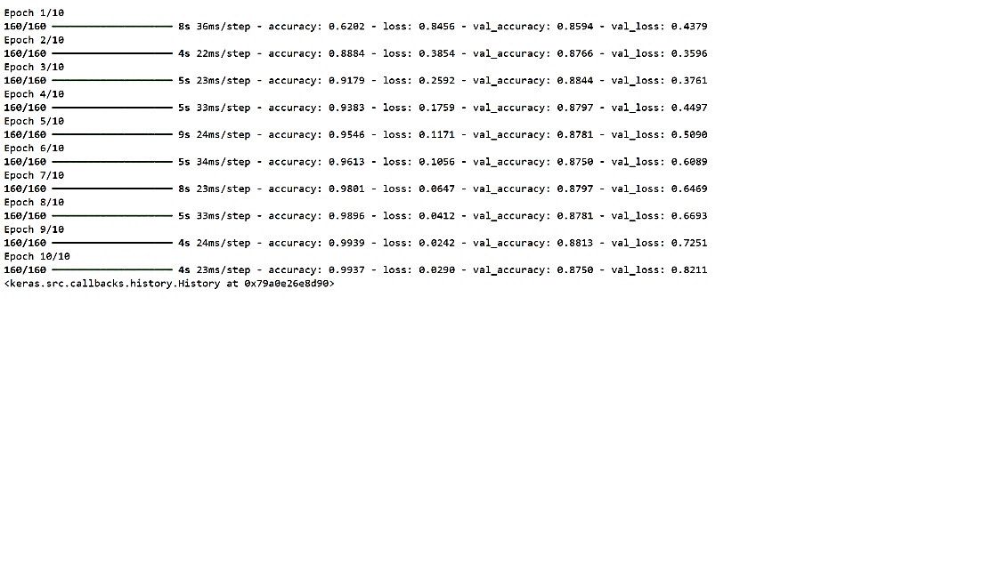 Epoch 1/10
160/160 ━━━━━━━━━━━━━━━━━━━━ 8s 36ms/step - accuracy: 0.6202 - loss: 0.8456 - val_accuracy: 0.8594 - val_loss: 0.4379
Epoch 2/10
160/160 ━━━━━━━━━━━━━━━━━━━━ 4s 22ms/step - accuracy: 0.8884 - loss: 0.3854 - val_accuracy: 0.8766 - val_loss: 0.3596
Epoch 3/10
160/160 ━━━━━━━━━━━━━━━━━━━━ 5s 23ms/step - accuracy: 0.9179 - loss: 0.2592 - val_accuracy: 0.8844 - val_loss: 0.3761
Epoch 4/10
160/160 ━━━━━━━━━━━━━━━━━━━━ 5s 33ms/step - accuracy: 0.9383 - loss: 0.1759 - val_accuracy: 0.8797 - val_loss: 0.4497
Epoch 5/10
160/160 ━━━━━━━━━━━━━━━━━━━━ 9s 24ms/step - accuracy: 0.9546 - loss: 0.1171 - val_accuracy: 0.8781 - val_loss: 0.5090
Epoch 6/10
160/160 ━━━━━━━━━━━━━━━━━━━━ 5s 34ms/step - accuracy: 0.9613 - loss: 0.1056 - val_accuracy: 0.8750 - val_loss: 0.6089
Epoch 7/10
160/160 ━━━━━━━━━━━━━━━━━━━━ 8s 23ms/step - accuracy: 0.9801 - loss: 0.0647 - val_accuracy: 0.8797 - val_loss: 0.6469
Epoch 8/10
160/160 ━━━━━━━━━━━━━━━━━━━━ 5s 33ms/step - accuracy: 0.9896 - loss: 0.0412 - val_accuracy: 0.8781 - val_loss: 0.6693
Epoch 9/10
160/160 ━━━━━━━━━━━━━━━━━━━━ 4s 24ms/step - accuracy: 0.9939 - loss: 0.0242 - val_accuracy: 0.8813 - val_loss: 0.7251
Epoch 10/10
160/160 ━━━━━━━━━━━━━━━━━━━━ 4s 23ms/step - accuracy: 0.9937 - loss: 0.0290 - val_accuracy: 0.8750 - val_loss: 0.8211
<keras.src.callbacks.history.History at 0x79a0e26e8d90>